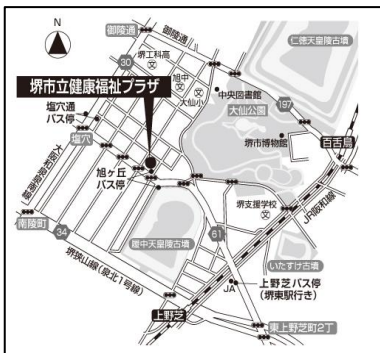 N
御陵通
御陵通
仁徳天皇陵古墳
30
堺工科高
旭中
文
文
大仙小
中央図書館
大仙公園
197
堺市立健康福祉プラザ
塩穴通
バス停
塩穴
堺市博物館
百舌鳥
旭ヶ丘
バス停
大阪和泉泉南線
JR阪和線
堺支援学校
文
南陵町
履中天皇陵古墳
34
61
いたすけ古墳
堺狭山線（泉北1号線）
上野芝バス停
（堺東駅行き）
JA
上野芝
東上野芝町2丁